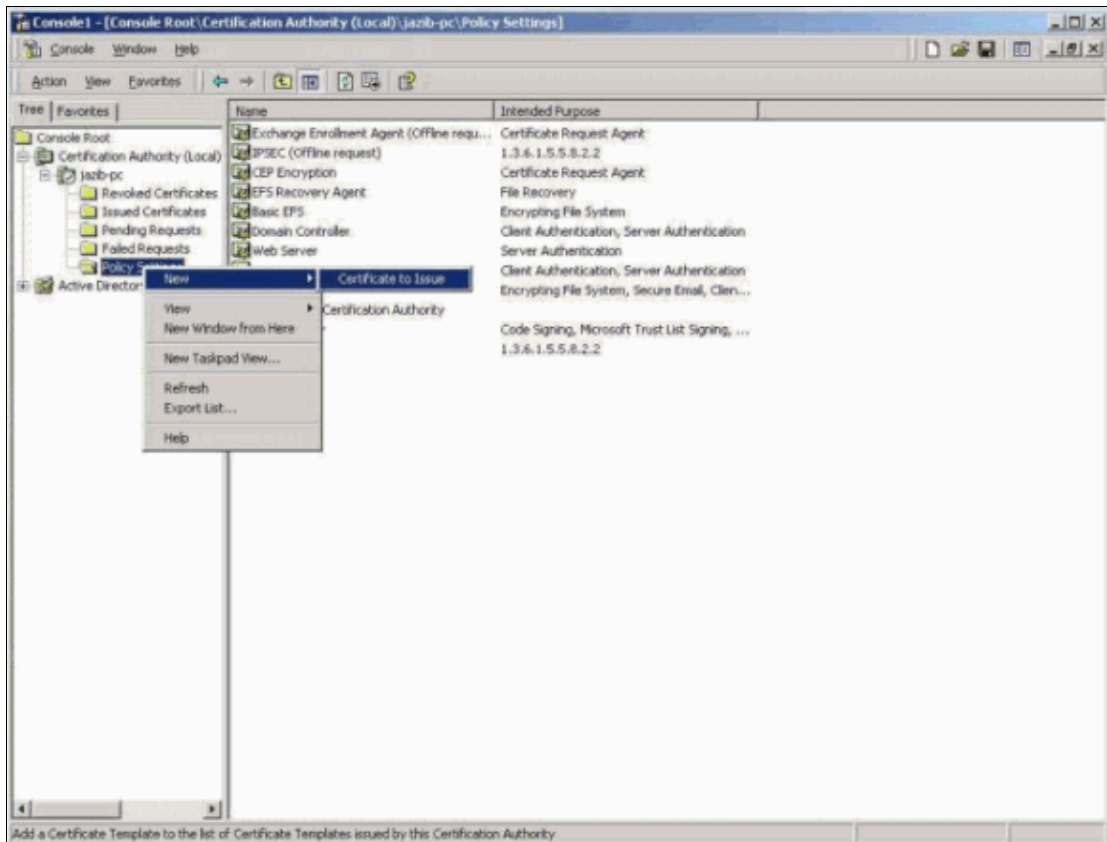 Console1 - [Console Root\Certification Authority (Local)\jazib-pc\Policy Settings]
Console Window Help
Action View Favorites
Tree Favorites
Name Intended Purpose
Console Root
Certification Authority (Local)
jazib-pc
Revoked Certificates
Issued Certificates
Pending Requests
Failed Requests
Policy
Active Director
Exchange Enrollment Agent (Offline requ... Certificate Request Agent
IPSEC (Offline request) 1.3.6.1.5.5.8.2.2
CEP Encryption Certificate Request Agent
EFS Recovery Agent File Recovery
Basic EFS Encrypting File System
Domain Controller Client Authentication, Server Authentication
Web Server Server Authentication
Client Authentication, Server Authentication
Encrypting File System, Secure Email, Clien...
Certification Authority
Code Signing, Microsoft Trust List Signing, ...
1.3.6.1.5.5.8.2.2
New
Certificate to Issue
View
New Window from Here
New Taskpad View...
Refresh
Export List...
Help
Add a Certificate Template to the list of Certificate Templates issued by this Certification Authority